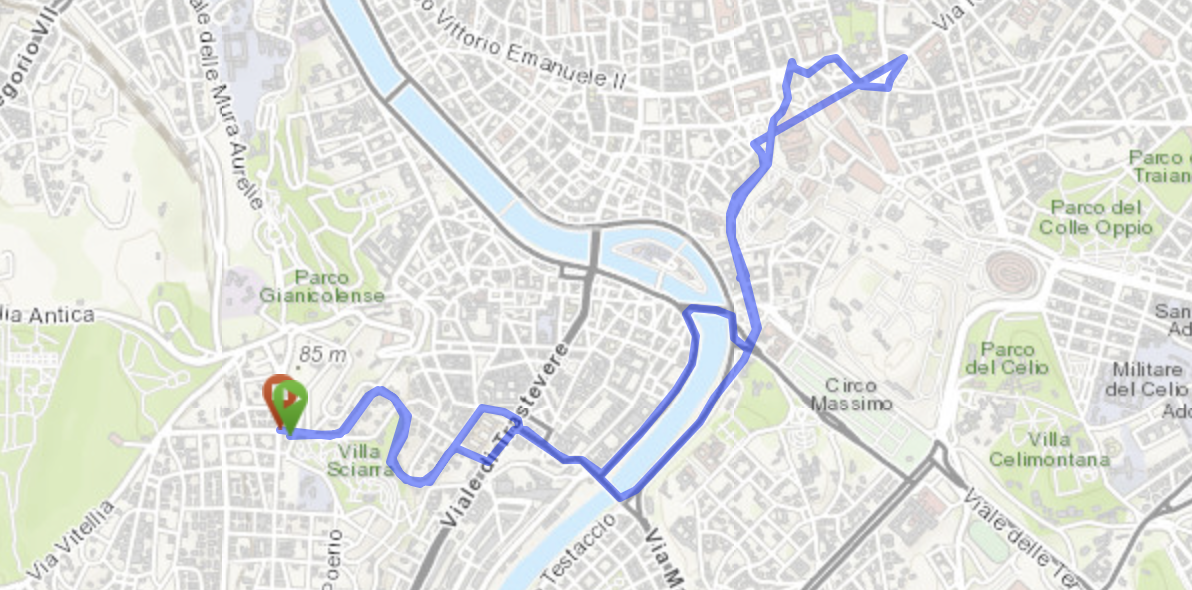 egorio VII
ale delle Mura Aurelie
o Vittorio Emanuele II
Via
Parco
Traian
Parco del
Colle Oppio
Parco
Gianicolense
lia Antica
85 m
San
Ad
Parco
del Celio
Militare
del Celio
Ado
Circo
Massimo
Viale di Trastevere
Villa
Sciarra
Villa
Celimontana
Via Vitellia
Poerio
Testaccio
Via M
Viale delle Te